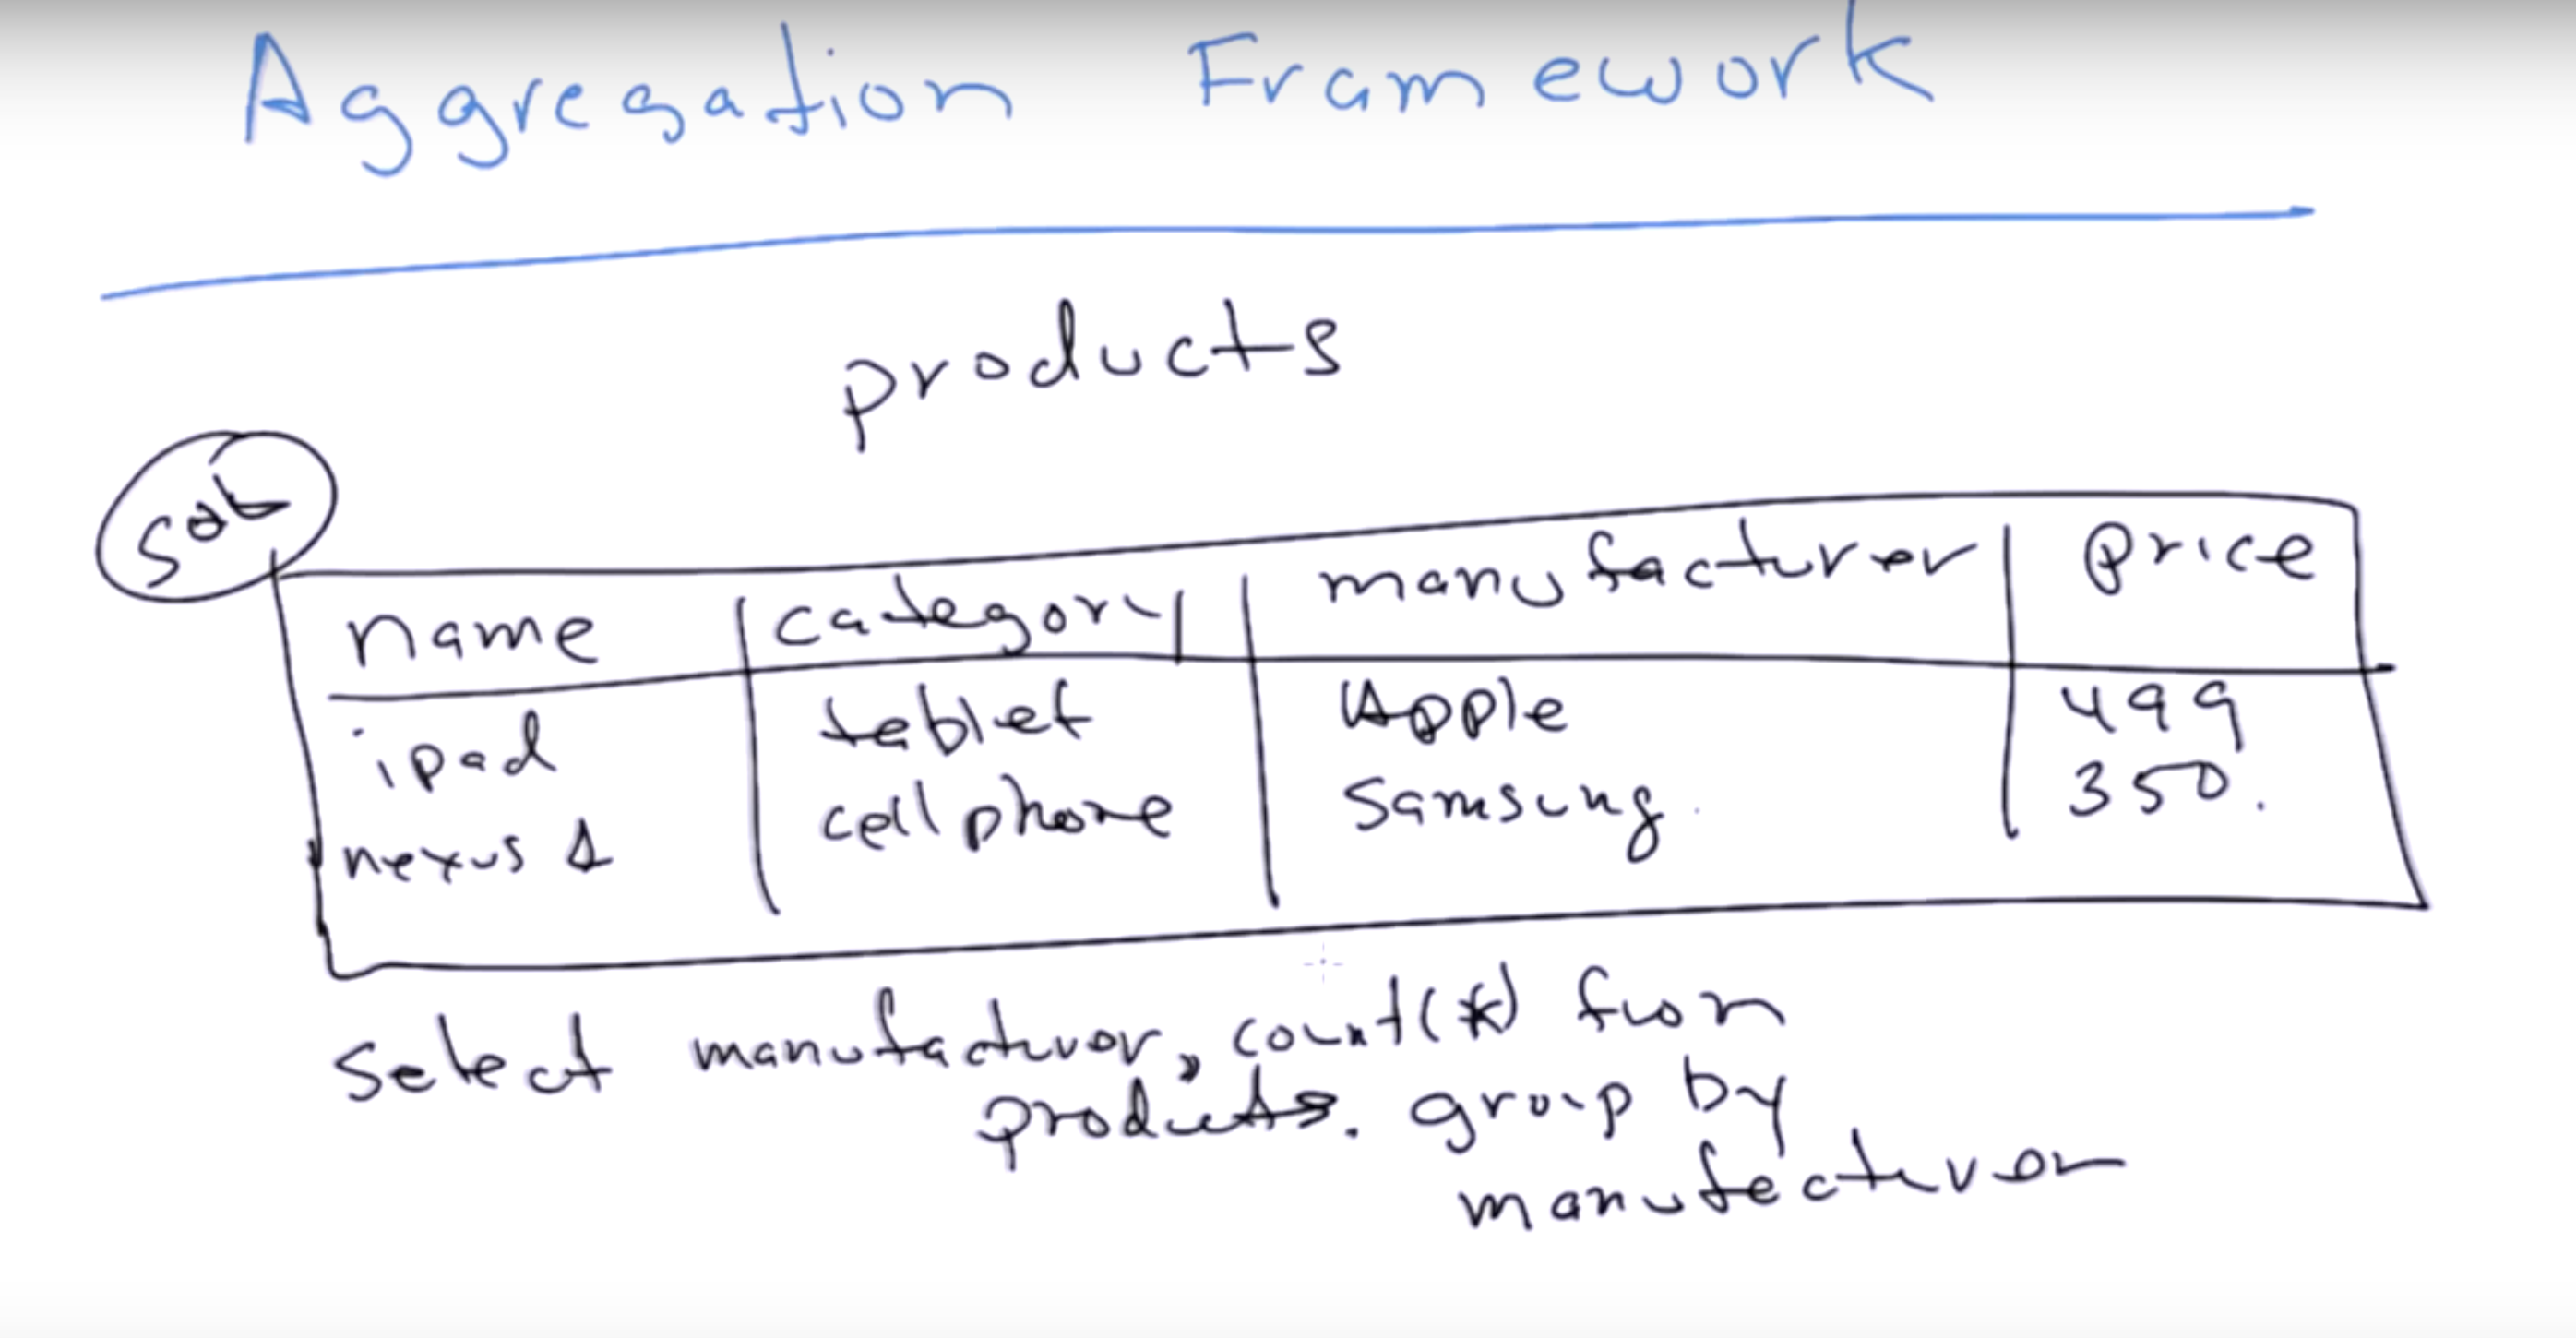 Aggregation Framework
products
sql
name category manufacturer price
ipad tablet Apple 499
nexus s cellphone Samsung. 350.
select manufacturer, count(*) from
products. group by
manufacturer